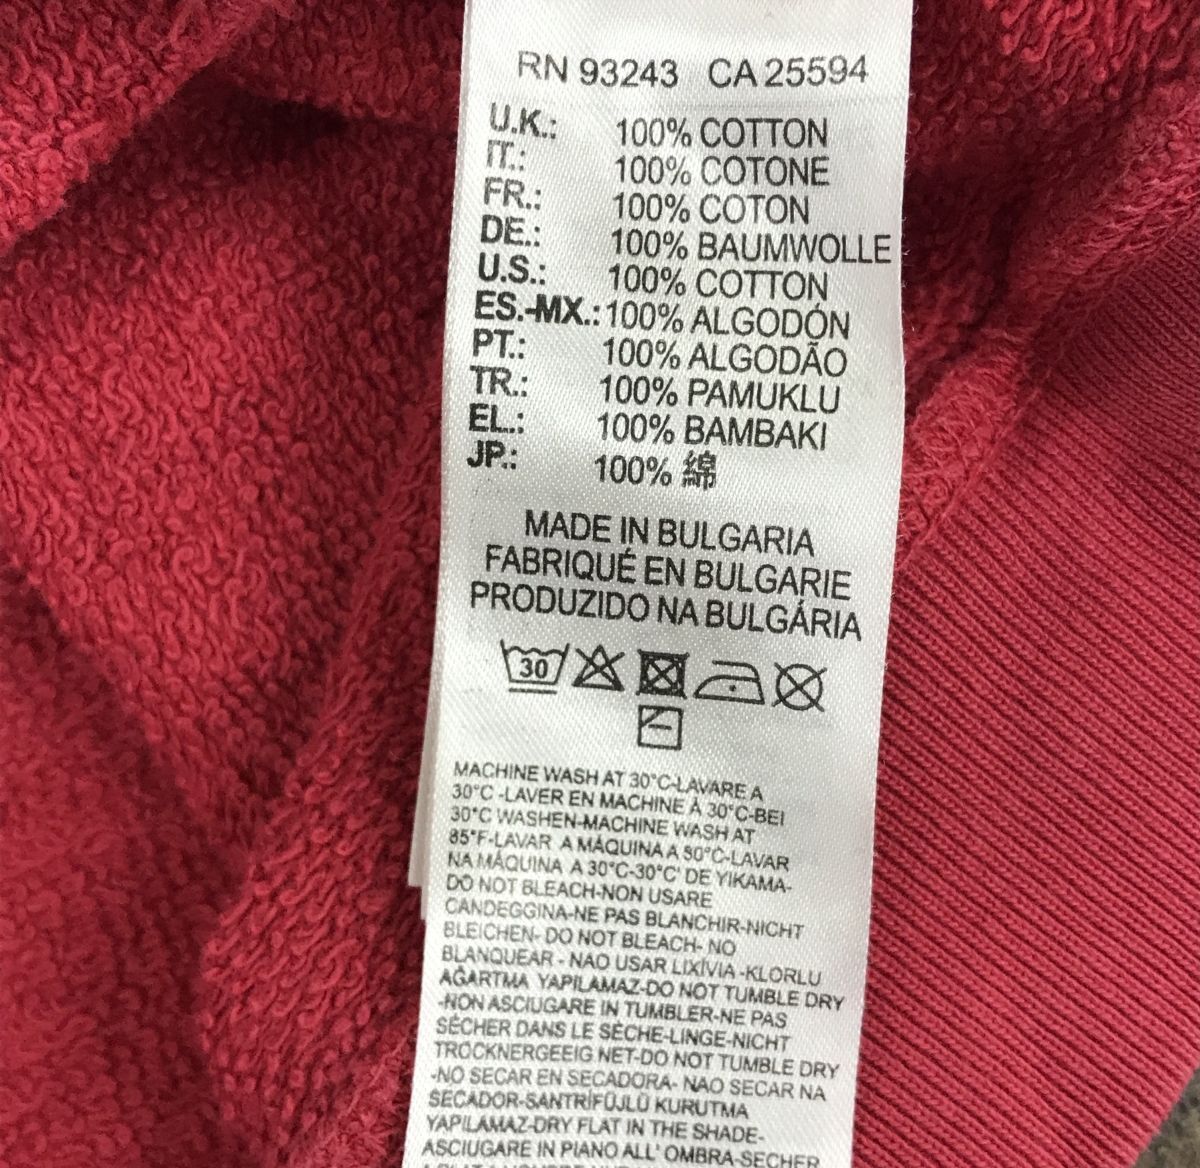 RN 93243 CA 25594
U.K.: 100% COTTON
IT.: 100% COTONE
FR.: 100% COTON
DE.: 100% BAUMWOLLE
U.S.: 100% COTTON
ES.-MX.: 100% ALGODÓN
PT.: 100% ALGODÃO
TR.: 100% PAMUKLU
EL.: 100% BAMBAKI
JP.: 100% 綿
MADE IN BULGARIA
FABRIQUÉ EN BULGARIE
PRODUZIDO NA BULGÁRIA
30
MACHINE WASH AT 30°C-LAVARE A
30°C -LAVER EN MACHINE À 30°C-BEI
30°C WASHEN-MACHINE WASH AT
85°F-LAVAR A MÁQUINA A 30°C-LAVAR
NA MÁQUINA A 30°C-30°C' DE YIKAMA-
DO NOT BLEACH-NON USARE
CANDEGGINA-NE PAS BLANCHIR-NICHT
BLEICHEN- DO NOT BLEACH- NO
BLANQUEAR - NAO USAR LIXÍVIA -KLORLU
AĞARTMA YAPILAMAZ-DO NOT TUMBLE DRY
-NON ASCIUGARE IN TUMBLER-NE PAS
SÉCHER DANS LE SÈCHE-LINGE-NICHT
TROCKNERGEEIG NET-DO NOT TUMBLE DRY
-NO SECAR EN SECADORA- NAO SECAR NA
SECADOR-SANTRİFÜJLÜ KURUTMA
YAPILAMAZ-DRY FLAT IN THE SHADE-
ASCIUGARE IN PIANO ALL' OMBRA-SÉCHER